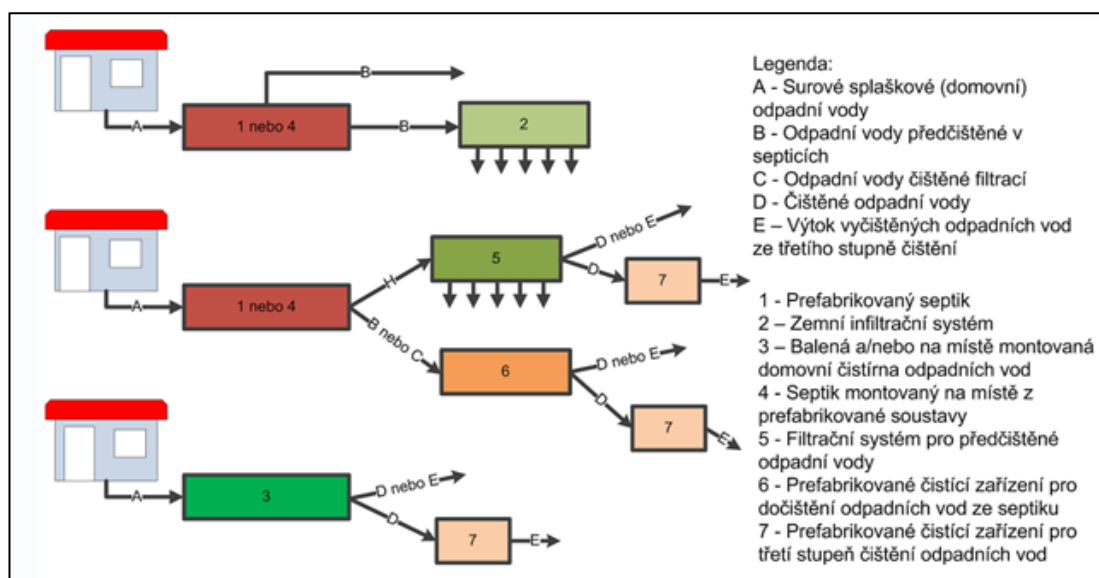 B
A
1 nebo 4
B
2
D nebo E
H
5
D
7
E
A
1 nebo 4
B nebo C
6
D nebo E
D
7
E
A
3
D nebo E
D
7
E
Legenda:
A - Surové splaškové (domovní)
odpadní vody
B - Odpadní vody předčištěné v
septicích
C - Odpadní vody čištěné filtrací
D - Čištěné odpadní vody
E – Výtok vyčištěných odpadních vod
ze třetího stupně čištění
1 - Prefabrikovaný septik
2 – Zemní infiltrační systém
3 – Balená a/nebo na místě montovaná
domovní čistírna odpadních vod
4 - Septik montovaný na místě z
prefabrikované soustavy
5 - Filtrační systém pro předčištěné
odpadní vody
6 - Prefabrikované čistící zařízení pro
dočištění odpadních vod ze septiku
7 - Prefabrikované čistící zařízení pro
třetí stupeň čištění odpadních vod